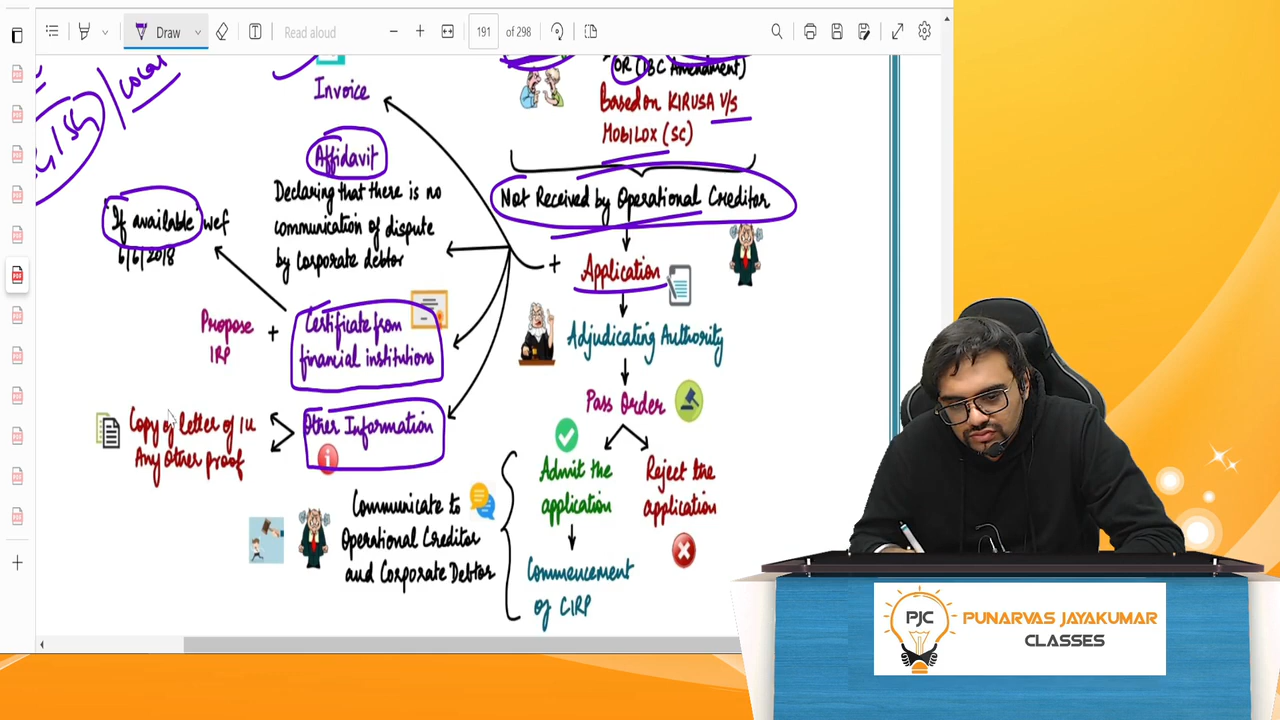 Draw
Read aloud
191 of 298
/ Local
Invoice
Affidavit
Declaring that there is no
communication of dispute
by corporate debtor
"If available" wef
6/6/2018
Certificate from
financial institutions
+
Propose
IRP
Other Information
Copy of letter of IU
Any Other proof
OR (IBC Amendment)
Based on KIRUSA V/S
MOBILOX (SC)
Not Received by Operational Creditor
+ Application
Adjudicating Authority
Pass Order
Admit the
application
Reject the
application
Commencement
of CIRP
Communicate to
Operational Creditor
and Corporate Debtor
PJC
PUNARVAS JAYAKUMAR
CLASSES